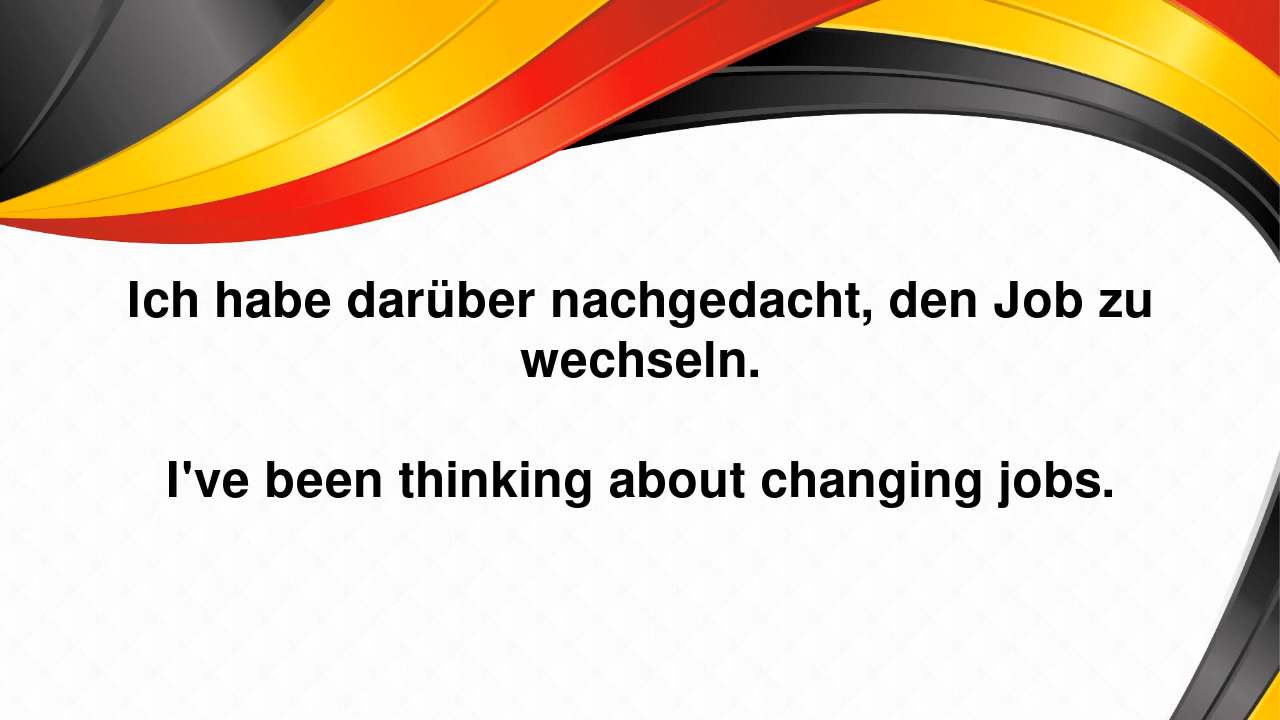 Ich habe darüber nachgedacht, den Job zu
wechseln.
I've been thinking about changing jobs.